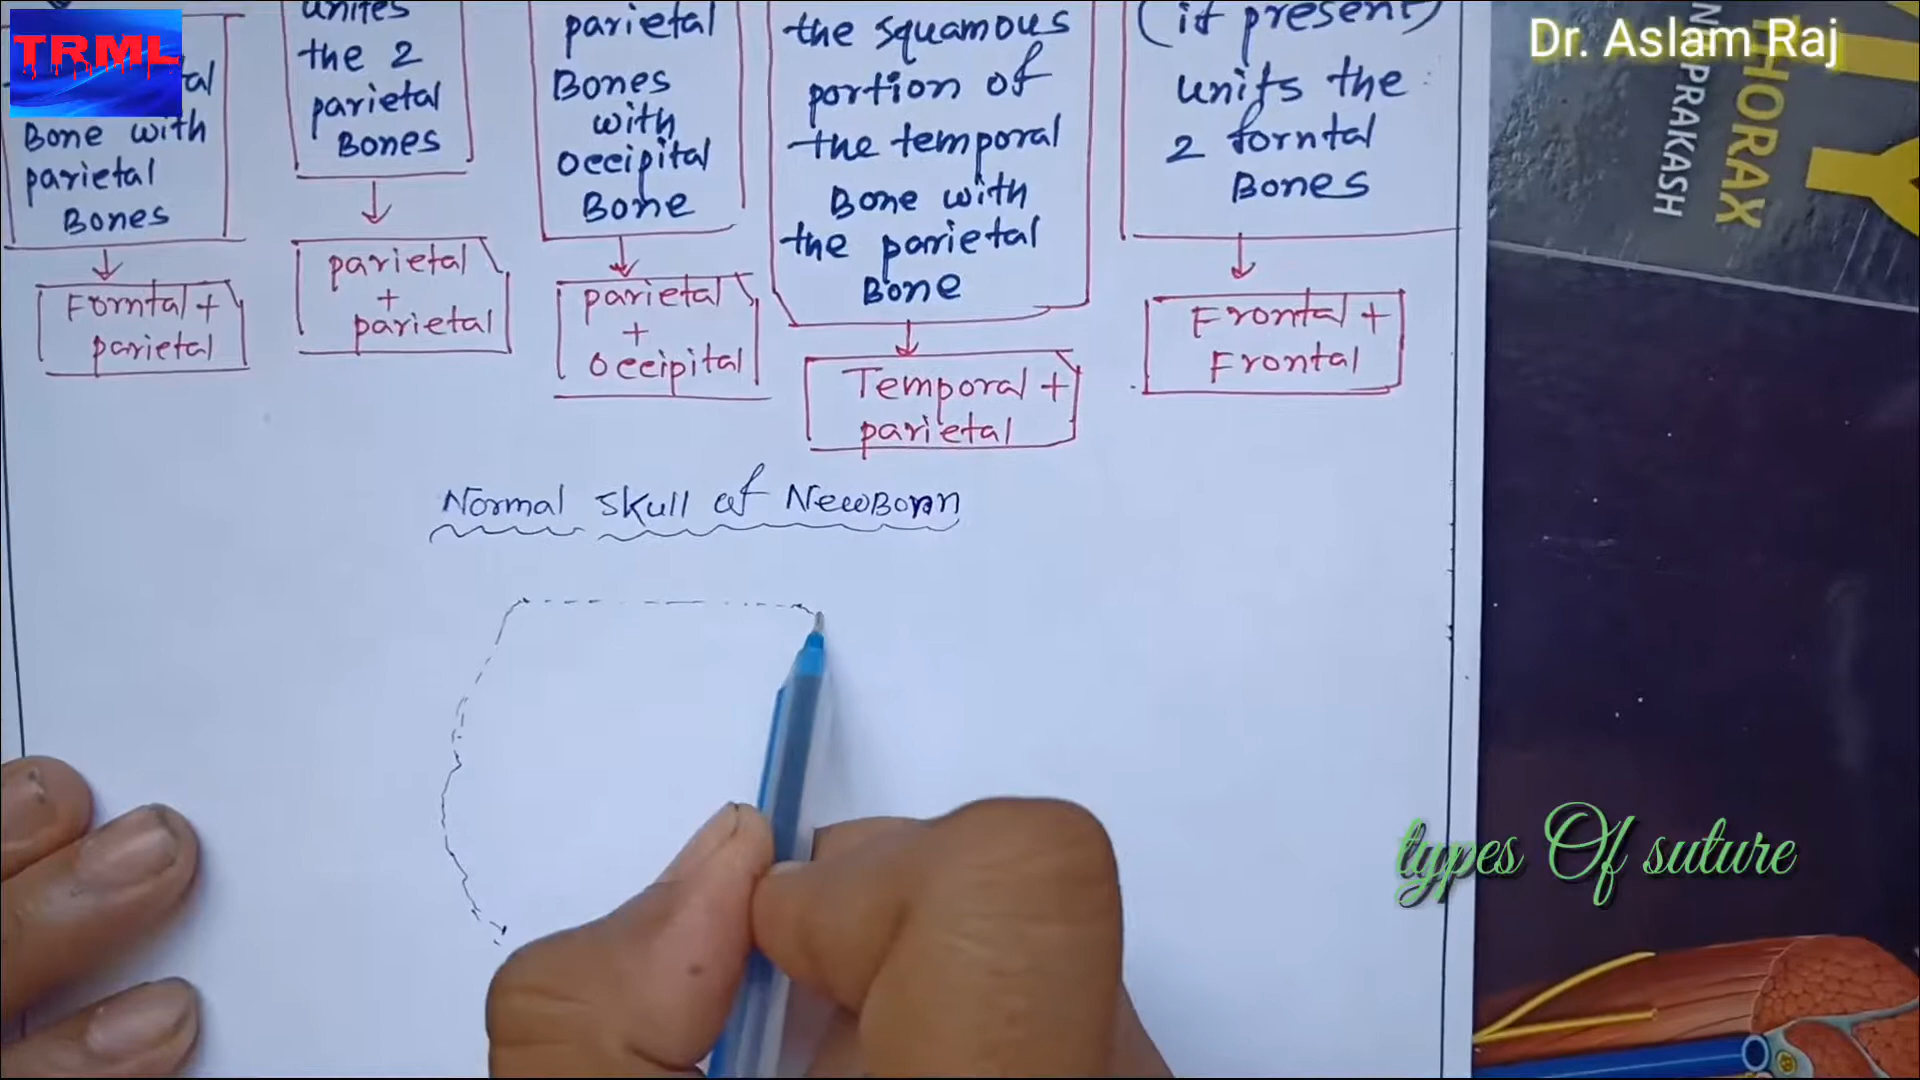 TRML
Dr. Aslam Raj
Bone with
parietal
Bones
Forntal +
parietal
unites
the 2
parietal
Bones
parietal
+
parietal
parietal
Bones
with
occipital
Bone
parietal
+
occipital
the squamous
portion of
the temporal
Bone with
the parietal
Bone
Temporal +
parietal
(if present)
units the
2 forntal
Bones
Frontal +
Frontal
Normal skull of NewBorn
types Of suture
THORAX
PRAKASH